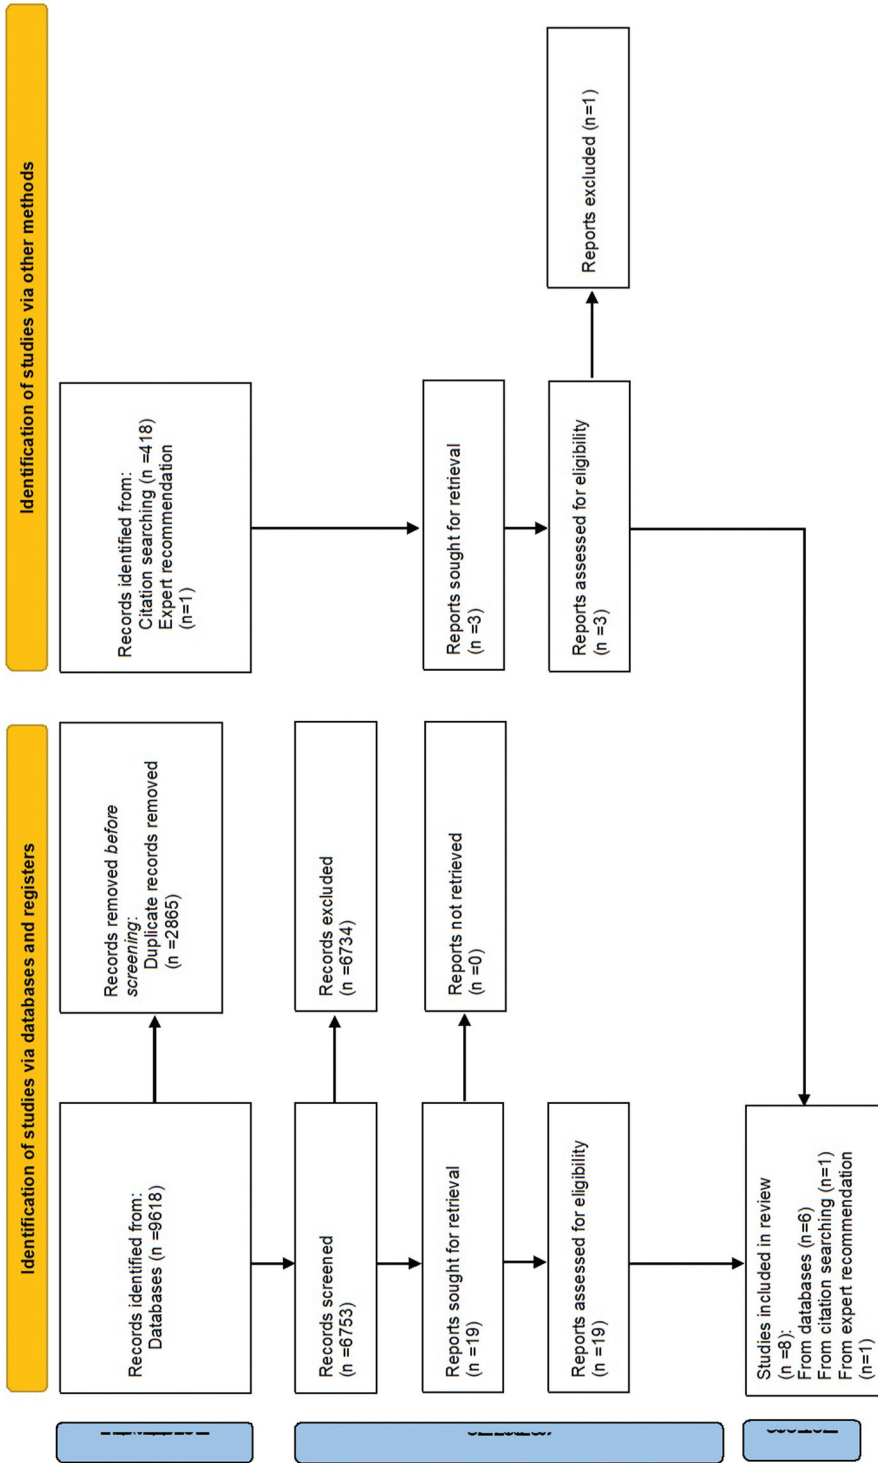 Identification of studies via databases and registers
Identification of studies via other methods
Records identified from:
Databases (n =9618)
Records removed before
screening:
Duplicate records removed
(n =2865)
Records identified from:
Citation searching (n =418)
Expert recommendation
(n=1)
Records screened
(n =6753)
Records excluded
(n =6734)
Reports sought for retrieval
(n =19)
Reports not retrieved
(n =0)
Reports sought for retrieval
(n =3)
Reports assessed for eligibility
(n =19)
Reports assessed for eligibility
(n =3)
Reports excluded (n=1)
Studies included in review
(n =8):
From databases (n=6)
From citation searching (n=1)
From expert recommendation
(n=1)